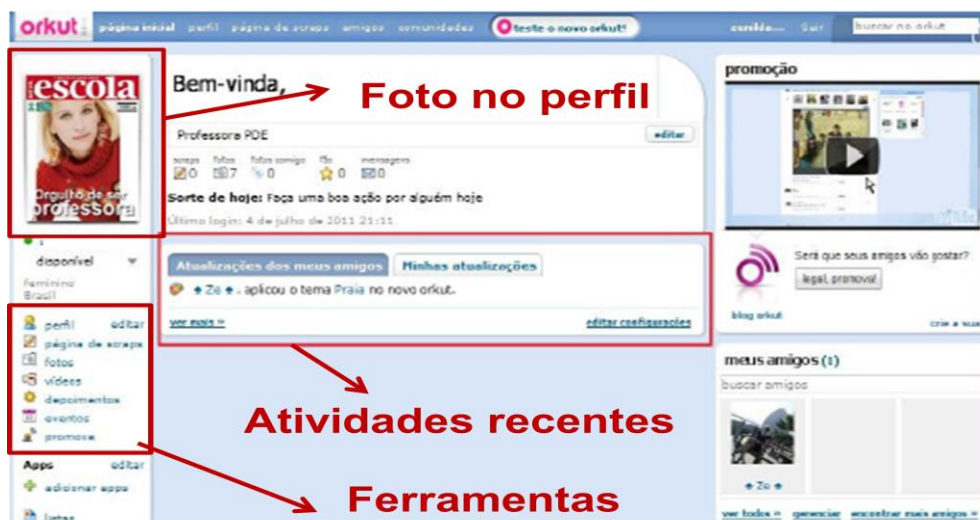 orkut página inicial perfil página de scraps amigos comunidades teste o novo orkut! Sair buscar no orkut
escola
Orgulho de ser
professora
Bem-vinda,
Foto no perfil
Professora PDE editar
scraps fotos fotos comigo fãs mensagens
0 7 0 0 0
Sorte de hoje: Faça uma boa ação por alguém hoje
Último login: 4 de julho de 2011 21:11
disponível
feminino
Brasil
perfil editar
página de scraps
fotos
vídeos
depoimentos
eventos
promova
Apps editar
adicionar apps
listas
Atualizações dos meus amigos Minhas atualizações
Ze . aplicou o tema Praia no novo orkut.
ver mais » editar configurações
Atividades recentes
Ferramentas
promoção
Será que seus amigos vão gostar?
legal, promova!
blog orkut crie a sua
meus amigos (1)
buscar amigos
Ze
ver todos » gerenciar encontrar mais amigos »